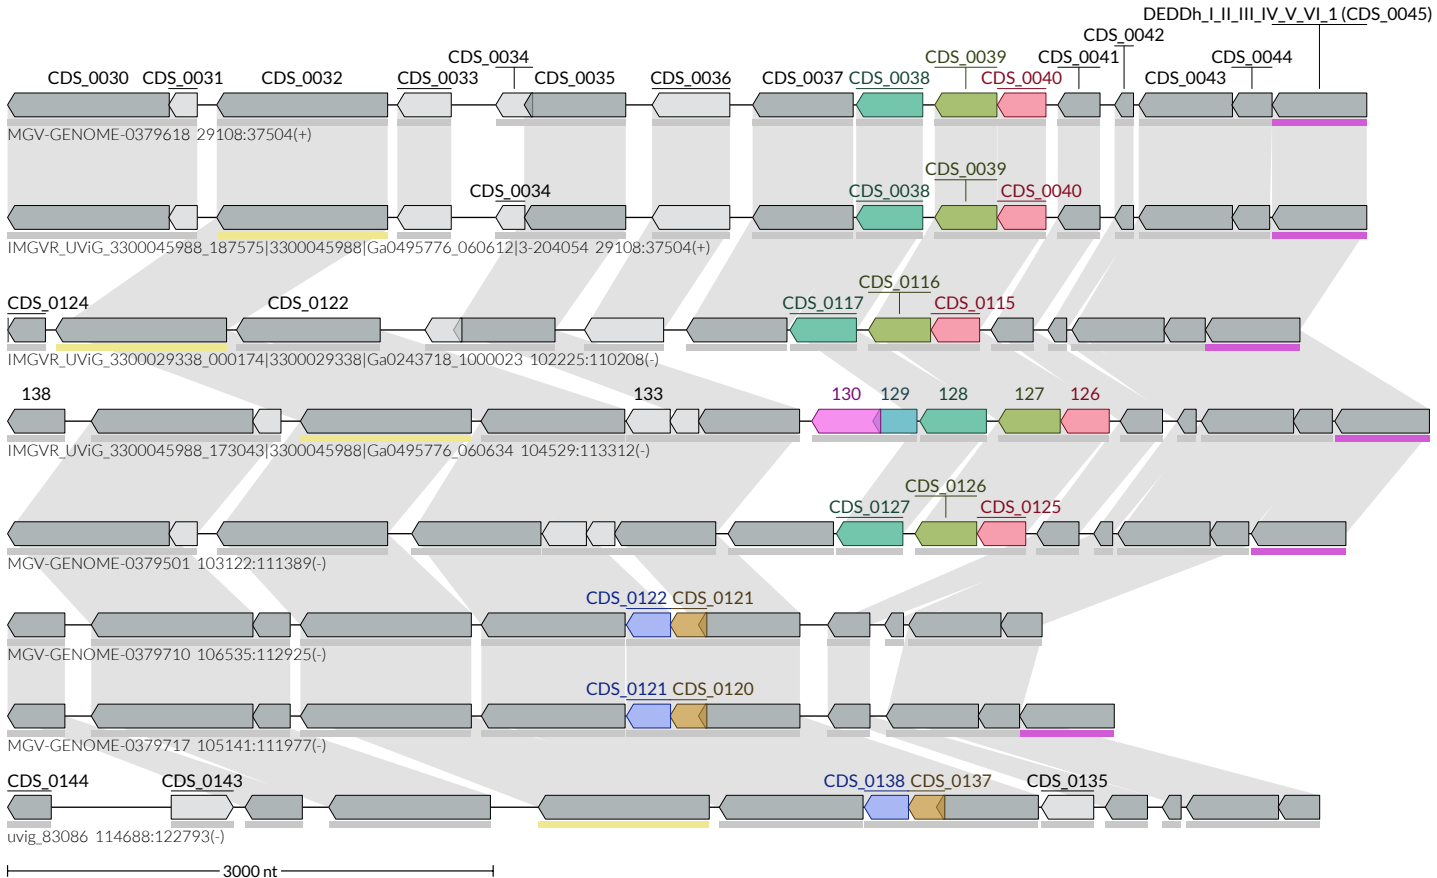 DEDDh_I_II_III_IV_V_VI_1 (CDS_0045)
CDS_0030 CDS_0031 CDS_0032 CDS_0033 CDS_0034 CDS_0035 CDS_0036 CDS_0037 CDS_0038 CDS_0039 CDS_0040 CDS_0041 CDS_0042 CDS_0043 CDS_0044
MGV-GENOME-0379618 29108:37504(+)
CDS_0034 CDS_0038 CDS_0039 CDS_0040
IMGVR_UViG_3300045988_187575|3300045988|Ga0495776_060612|3-204054 29108:37504(+)
CDS_0124 CDS_0122 CDS_0117 CDS_0116 CDS_0115
IMGVR_UViG_3300029338_000174|3300029338|Ga0243718_1000023 102225:110208(-)
138 133 130 129 128 127 126
IMGVR_UViG_3300045988_173043|3300045988|Ga0495776_060634 104529:113312(-)
CDS_0127 CDS_0126 CDS_0125
MGV-GENOME-0379501 103122:111389(-)
CDS_0122 CDS_0121
MGV-GENOME-0379710 106535:112925(-)
CDS_0121 CDS_0120
MGV-GENOME-0379717 105141:111977(-)
CDS_0144 CDS_0143 CDS_0138 CDS_0137 CDS_0135
uvig_83086 114688:122793(-)
3000 nt